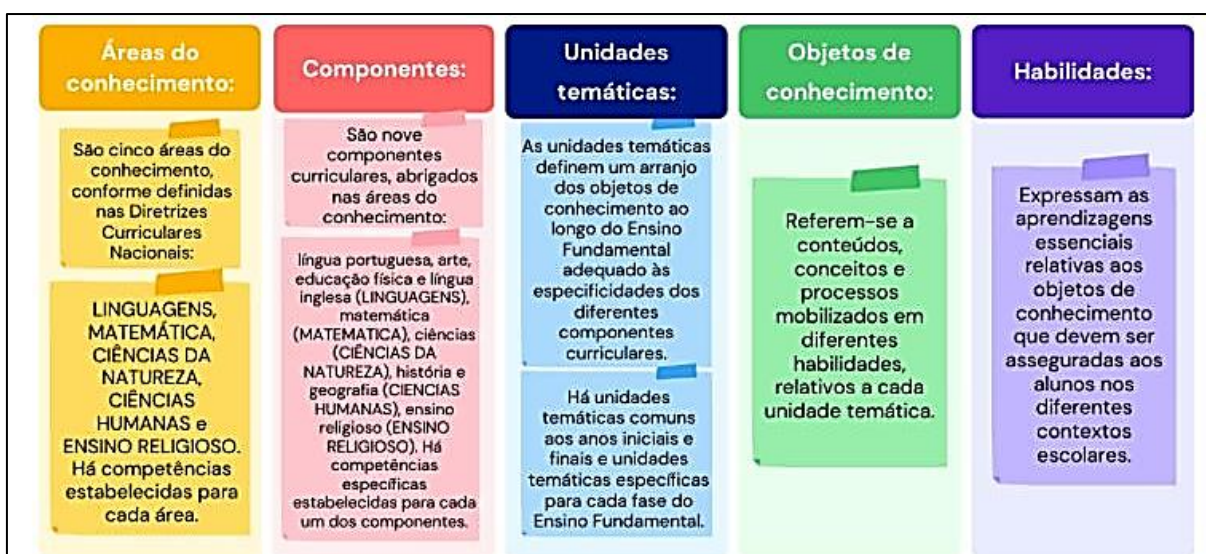 Áreas do
conhecimento:
São cinco áreas do
conhecimento,
conforme definidas
nas Diretrizes
Curriculares
Nacionais:
LINGUAGENS,
MATEMÁTICA,
CIÊNCIAS DA
NATUREZA,
CIÊNCIAS
HUMANAS e
ENSINO RELIGIOSO.
Há competências
estabelecidas para
cada área.
Componentes:
São nove
componentes
curriculares, abrigados
nas áreas do
conhecimento:
língua portuguesa, arte,
educação física e língua
inglesa (LINGUAGENS),
matemática
(MATEMATICA), ciências
(CIÊNCIAS DA
NATUREZA), história e
geografia (CIENCIAS
HUMANAS), ensino
religioso (ENSINO
RELIGIOSO). Há
competências
específicas
estabelecidas para cada
um dos componentes.
Unidades
temáticas:
As unidades temáticas
definem um arranjo
dos objetos de
conhecimento ao
longo do Ensino
Fundamental
adequado às
especificidades dos
diferentes
componentes
curriculares.
Há unidades
temáticas comuns
aos anos iniciais e
finais e unidades
temáticas específicas
para cada fase do
Ensino Fundamental.
Objetos de
conhecimento:
Referem-se a
conteúdos,
conceitos e
processos
mobilizados em
diferentes
habilidades,
relativos a cada
unidade temática.
Habilidades:
Expressam as
aprendizagens
essenciais
relativas aos
objetos de
conhecimento
que devem ser
asseguradas aos
alunos nos
diferentes
contextos
escolares.